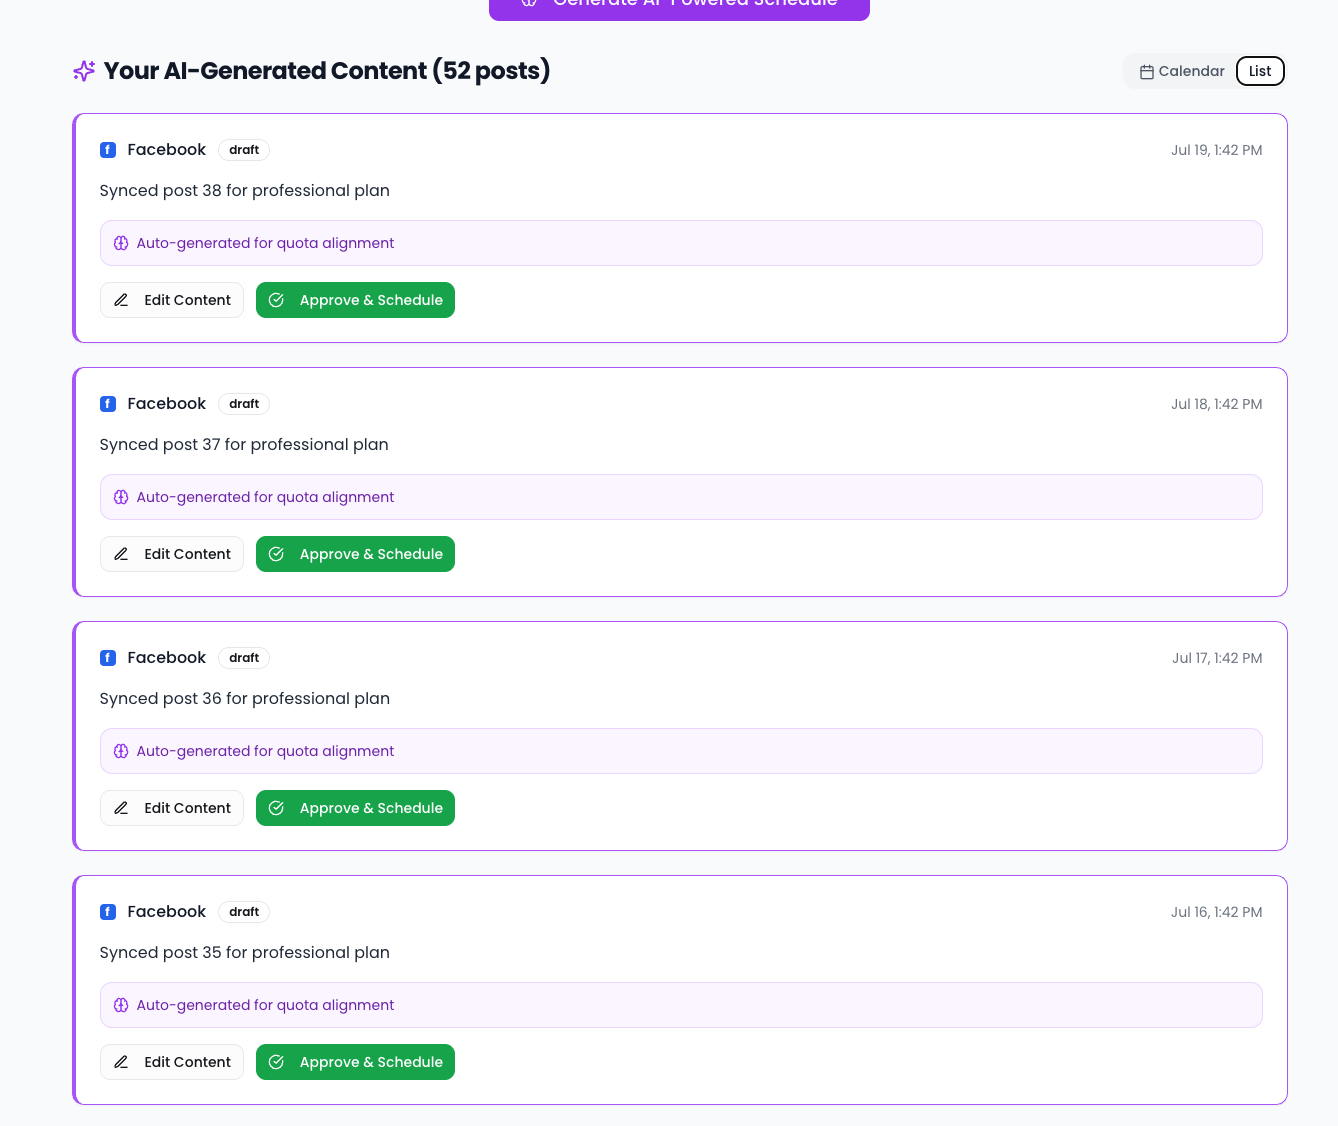 Generate AI-Powered Schedule
Your AI-Generated Content (52 posts)
Calendar
List
Facebook
draft
Jul 19, 1:42 PM
Synced post 38 for professional plan
Auto-generated for quota alignment
Edit Content
Approve & Schedule
Facebook
draft
Jul 18, 1:42 PM
Synced post 37 for professional plan
Auto-generated for quota alignment
Edit Content
Approve & Schedule
Facebook
draft
Jul 17, 1:42 PM
Synced post 36 for professional plan
Auto-generated for quota alignment
Edit Content
Approve & Schedule
Facebook
draft
Jul 16, 1:42 PM
Synced post 35 for professional plan
Auto-generated for quota alignment
Edit Content
Approve & Schedule